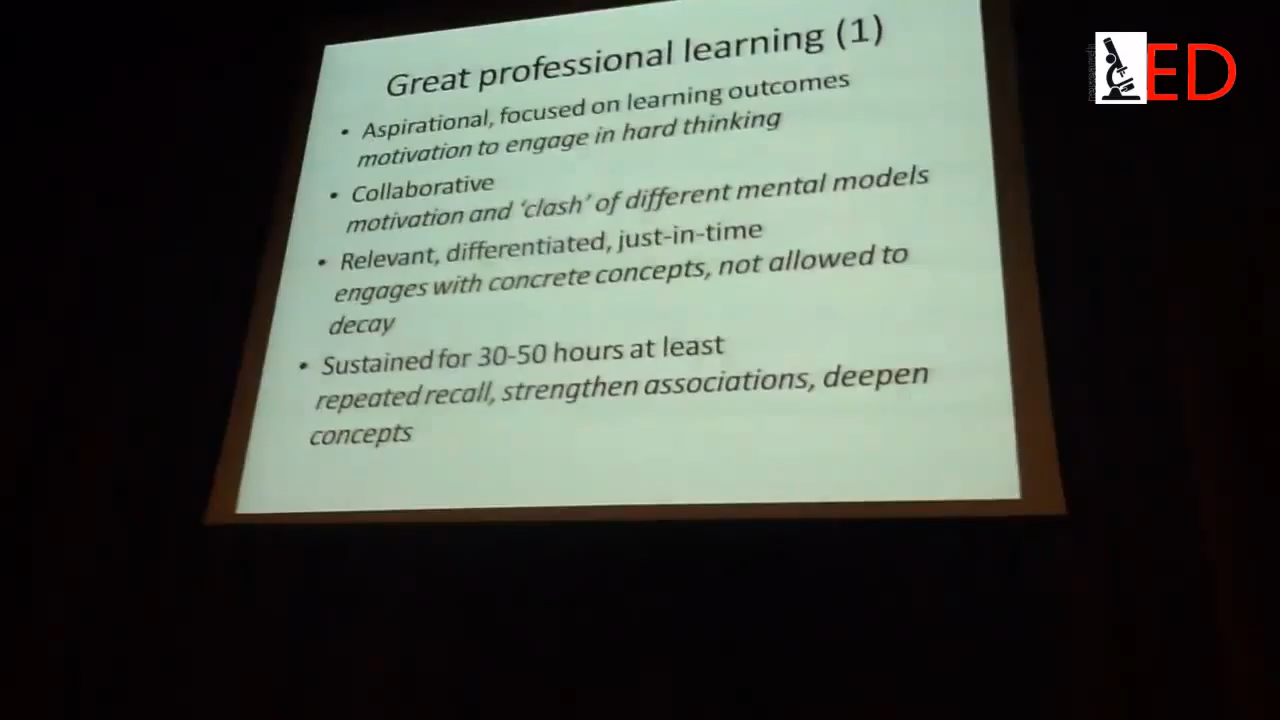 Great professional learning (1)
• Aspirational, focused on learning outcomes
motivation to engage in hard thinking
• Collaborative
motivation and ‘clash’ of different mental models
• Relevant, differentiated, just-in-time
engages with concrete concepts, not allowed to
decay
• Sustained for 30-50 hours at least
repeated recall, strengthen associations, deepen
concepts
ED